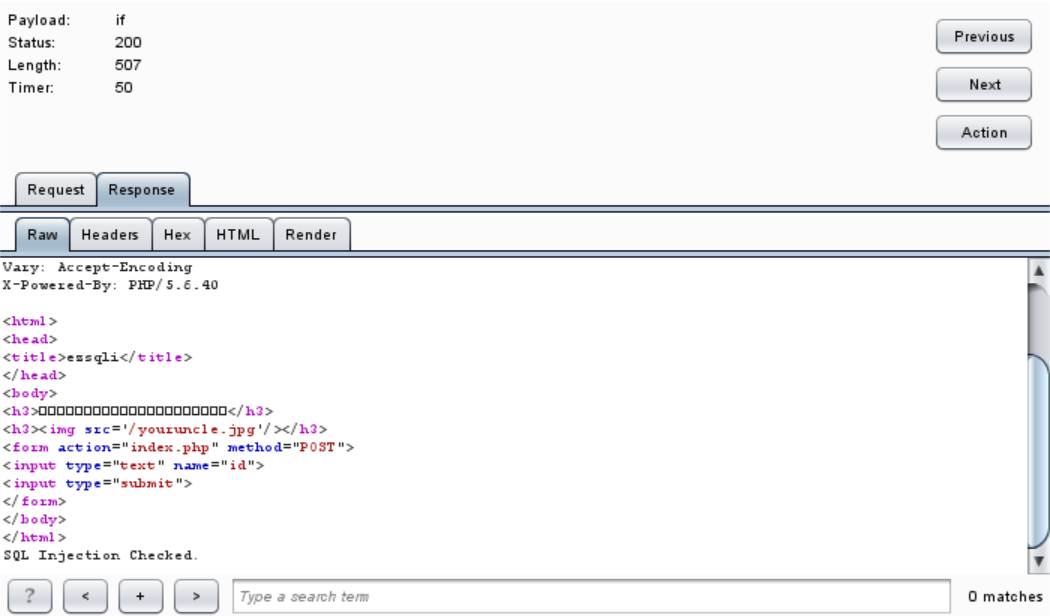 Payload: if
Status: 200
Length: 507
Timer: 50
Previous
Next
Action
Request Response
Raw Headers Hex HTML Render
Vary: Accept-Encoding
X-Powered-By: PHP/5.6.40
<html>
<head>
<title>essqli</title>
</head>
<body>
<h3>□□□□□□□□□□□□□□□□□□□□□</h3>
<h3><img src='/youruncle.jpg'/></h3>
<form action="index.php" method="POST">
<input type="text" name="id">
<input type="submit">
</form>
</body>
</html>
SQL Injection Checked.
? < + > Type a search term 0 matches